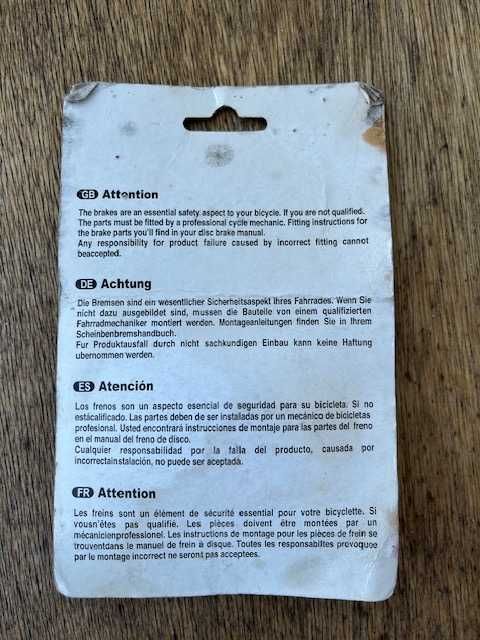 GB Attention
The brakes are an essential safety aspect to your bicycle. If you are not qualified.
The parts must be fitted by a professional cycle mechanic. Fitting instructions for
the brake parts you'll find in your disc brake manual.
Any responsibility for product failure caused by incorrect fitting cannot
beaccepted.
DE Achtung
Die Bremsen sind ein wesentlicher Sicherheitsaspekt Ihres Fahrrades. Wenn Sie
nicht dazu ausgebildet sind, mussen die Bauteile von einem qualifizierten
Fahrradmechaniker montiert werden. Montageanleitungen finden Sie in Ihrem
Scheinbenbremshandbuch.
Fur Produktausfall durch nicht sachkundigen Einbau kann keine Haftung
ubernommen werden.
ES Atención
Los frenos son un aspecto esencial de seguridad para su bicicleta. Si no
estácalificado. Las partes deben de ser instaladas por un mecánico de bicicletas
profesional. Usted encontrará instrucciones de montaje para las partes del freno
en el manual del freno de disco.
Cualquier responsabilidad por la falla del producto, causada por
incorrectainstalación, no puede ser aceptada.
FR Attention
Les freins sont un élément de sécurité essential pour votre bicyclette. Si
vousn'êtes pas qualifié. Les pièces doivent être montées par un
mécanicienprofessionel. Les instructions de montage pour les pièces de frein se
trouventdans le manuel de frein à disque. Toutes les responsabiltes provoquee
par le montage incorrect ne seront pas acceptees.